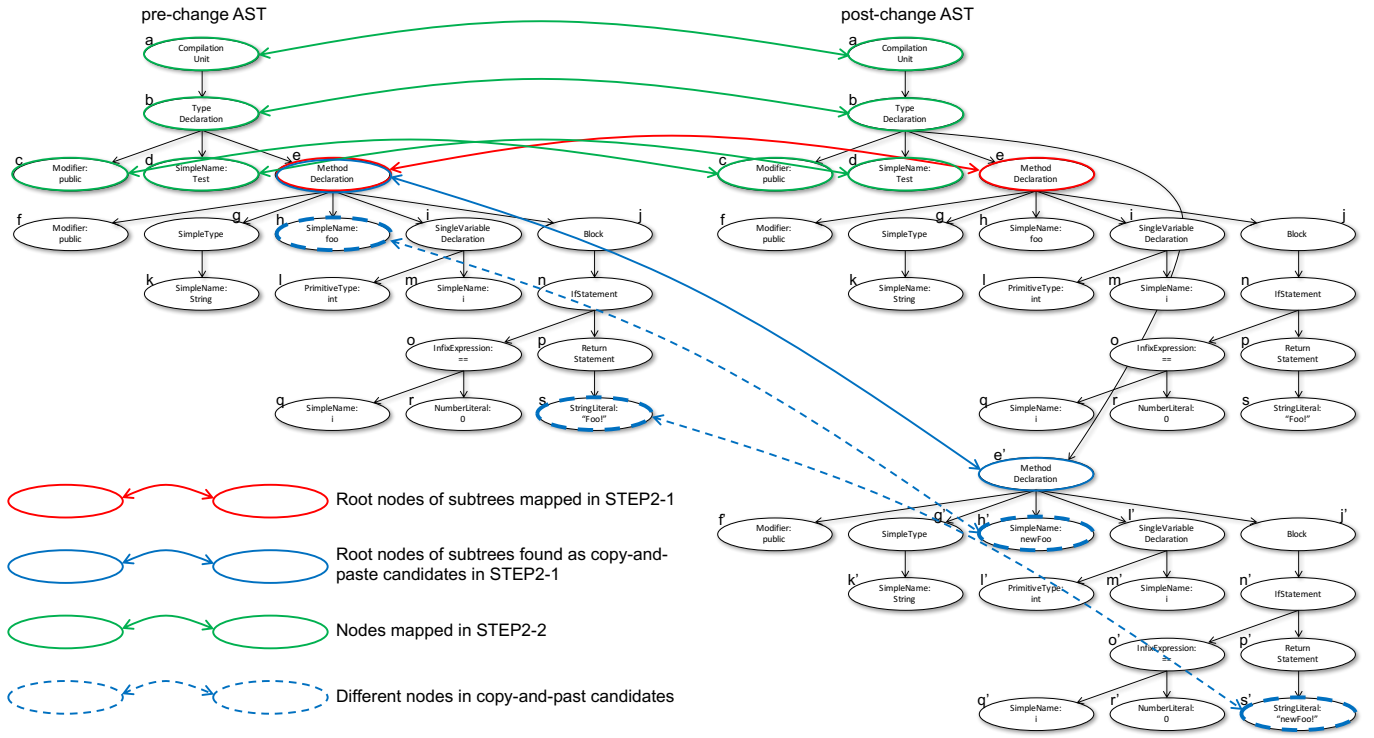 pre-change AST
post-change AST
a
Compilation
Unit
a
Compilation
Unit
b
Type
Declaration
b
Type
Declaration
c
Modifier:
public
d
SimpleName:
Test
e
Method
Declaration
c
Modifier:
public
d
SimpleName:
Test
e
Method
Declaration
f
Modifier:
public
g
SimpleType
h
SimpleName:
foo
i
SingleVariable
Declaration
j
Block
f
Modifier:
public
g
SimpleType
h
SimpleName:
foo
i
SingleVariable
Declaration
j
Block
k
SimpleName:
String
l
PrimitiveType:
int
m
SimpleName:
i
n
IfStatement
k
SimpleName:
String
l
PrimitiveType:
int
m
SimpleName:
i
n
IfStatement
o
InfixExpression:
==
p
Return
Statement
o
InfixExpression:
==
p
Return
Statement
q
SimpleName:
i
r
NumberLiteral:
0
s
StringLiteral:
"Foo!"
q
SimpleName:
i
r
NumberLiteral:
0
s
StringLiteral:
"Foo!"
e'
Method
Declaration
f'
Modifier:
public
g'
SimpleType
h'
SimpleName:
newFoo
I'
SingleVariable
Declaration
j'
Block
k'
SimpleName:
String
l'
PrimitiveType:
int
m'
SimpleName:
i
n'
IfStatement
o'
InfixExpression:
==
p'
Return
Statement
q'
SimpleName:
i
r'
NumberLiteral:
0
s'
StringLiteral:
"newFoo!"
Root nodes of subtrees mapped in STEP2-1
Root nodes of subtrees found as copy-and-
paste candidates in STEP2-1
Nodes mapped in STEP2-2
Different nodes in copy-and-past candidates